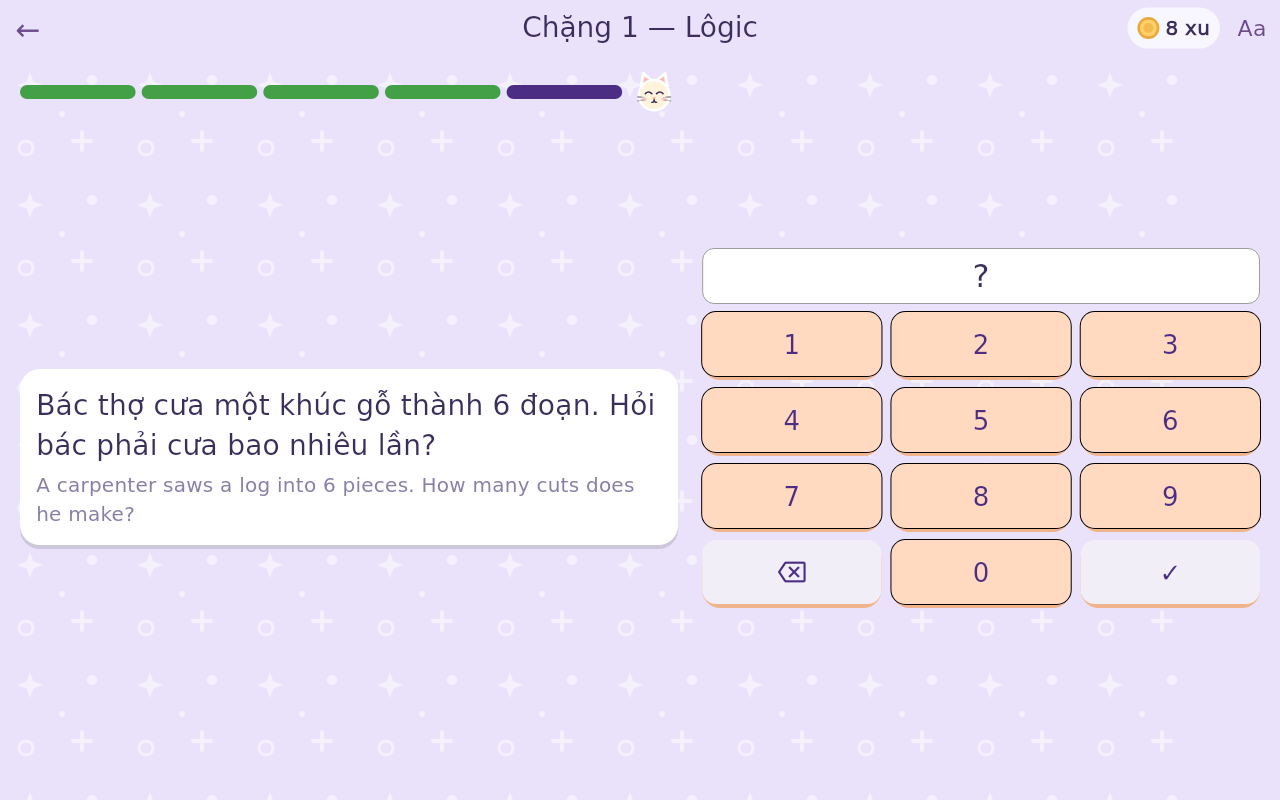 ←
Chặng 1 — Lôgic
8 xu
Aa
Bác thợ cưa một khúc gỗ thành 6 đoạn. Hỏi
bác phải cưa bao nhiêu lần?
A carpenter saws a log into 6 pieces. How many cuts does
he make?
?
1 2 3
4 5 6
7 8 9
0 ✓